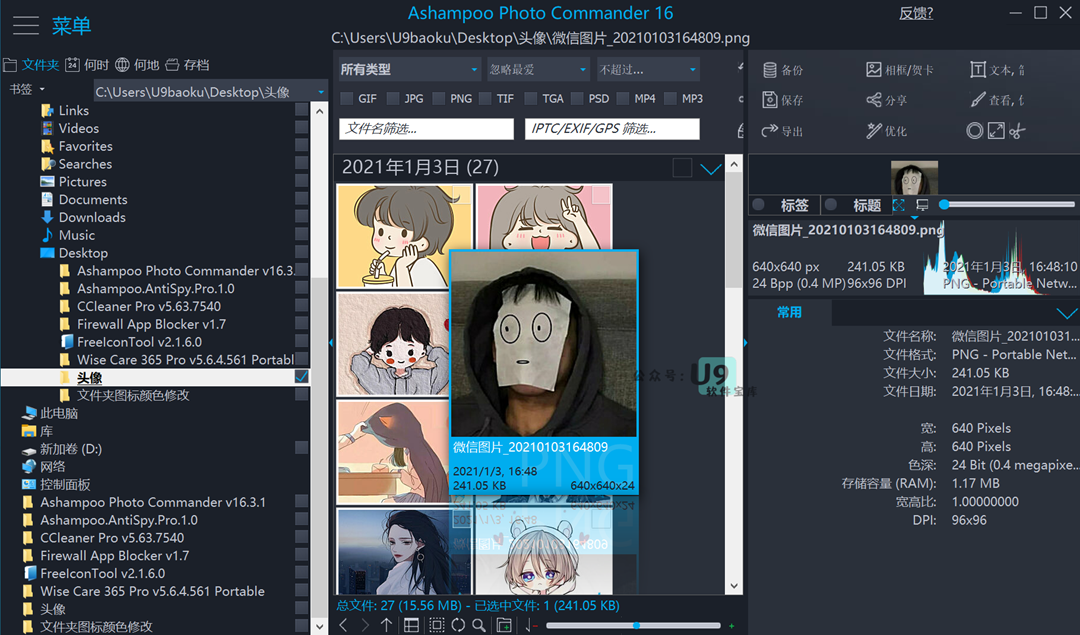 菜单
Ashampoo Photo Commander 16
反馈?
C:\Users\U9baoku\Desktop\头像\微信图片_20210103164809.png
文件夹
24 何时
何地
存档
书签
C:\Users\U9baoku\Desktop\头像
Links
Videos
Favorites
Searches
Pictures
Documents
Downloads
Music
Desktop
Ashampoo Photo Commander v16.3.
Ashampoo.AntiSpy.Pro.1.0
CCleaner Pro v5.63.7540
Firewall App Blocker v1.7
FreeIconTool v2.1.6.0
Wise Care 365 Pro v5.6.4.561 Portabl
头像
文件夹图标颜色修改
此电脑
库
新加卷 (D:)
网络
控制面板
Ashampoo Photo Commander v16.3.1
Ashampoo.AntiSpy.Pro.1.0
CCleaner Pro v5.63.7540
Firewall App Blocker v1.7
FreeIconTool v2.1.6.0
Wise Care 365 Pro v5.6.4.561 Portable
头像
文件夹图标颜色修改
所有类型
忽略最爱
不超过...
GIF
JPG
PNG
TIF
TGA
PSD
MP4
MP3
文件名筛选...
IPTC/EXIF/GPS 筛选...
2021年1月3日 (27)
微信图片_20210103164809
PNG
2021/1/3, 16:48
241.05 KB
640x640x24
公众号:
U9
软件宝库
总文件: 27 (15.56 MB) - 已选中文件: 1 (241.05 KB)
备份
相框/贺卡
文本,
保存
分享
查看,
导出
优化
标签
标题
微信图片_20210103164809.png
640x640 px
241.05 KB
2021年1月3日, 16:48:10
24 Bpp (0.4 MP)
96x96 DPI
PNG - Portable Netw...
常用
文件名称: 微信图片_202101031...
文件格式: PNG - Portable Net...
文件大小: 241.05 KB
文件日期: 2021年1月3日, 16:48:...
宽: 640 Pixels
高: 640 Pixels
色深: 24 Bit (0.4 megapixe...
存储容量 (RAM): 1.17 MB
宽高比: 1.00000000
DPI: 96x96